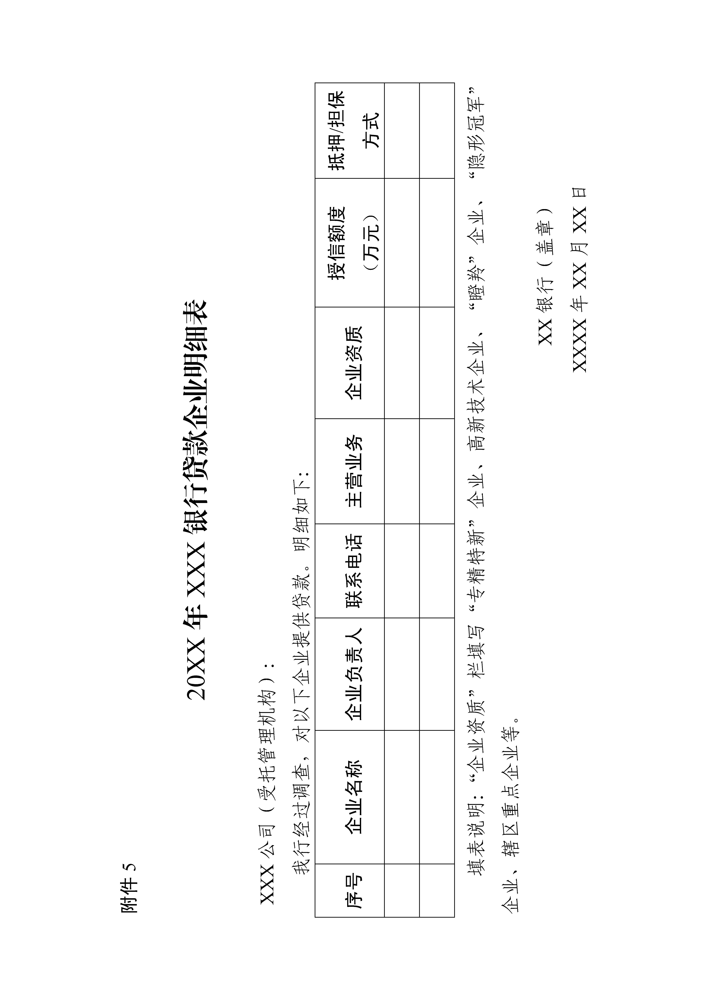 附件 5
20XX 年 XXX 银行贷款企业明细表
XXX 公司（受托管理机构）：
我行经过调查，对以下企业提供贷款。明细如下：
序号 企业名称 企业负责人 联系电话 主营业务 企业资质 授信额度（万元） 抵押/担保方式
填表说明：“企业资质”栏填写“专精特新”企业、高新技术企业、“瞪羚”企业、“隐形冠军”
企业、辖区重点企业等。
XX 银行（盖章）
XXXX 年 XX 月 XX 日